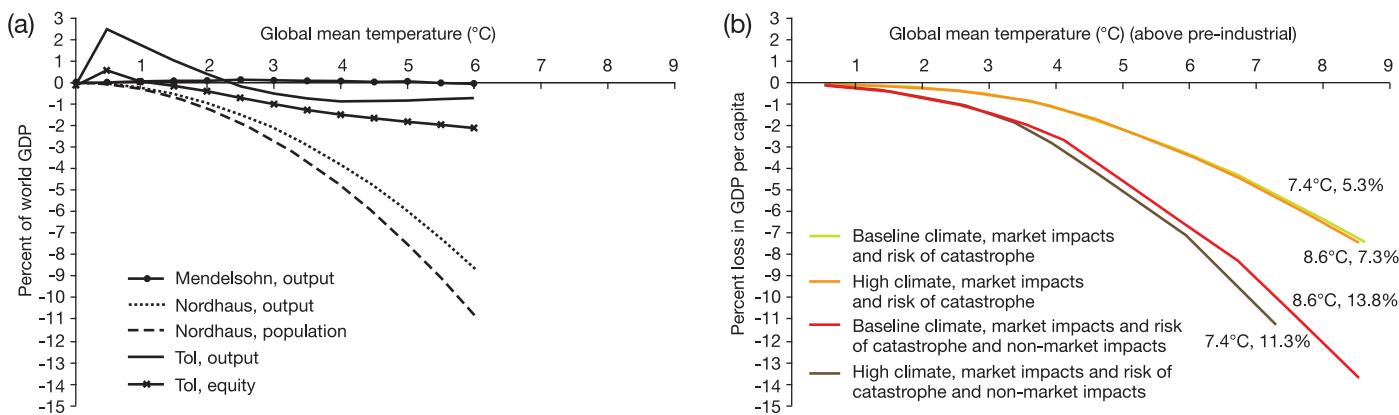 (a)
Global mean temperature (°C)
Percent of world GDP
3
2
1
0
-1
-2
-3
-4
-5
-6
-7
-8
-9
-10
-11
-12
-13
-14
-15
1 2 3 4 5 6 7 8 9
Mendelsohn, output
Nordhaus, output
Nordhaus, population
Tol, output
Tol, equity
(b)
Global mean temperature (°C) (above pre-industrial)
Percent loss in GDP per capita
3
2
1
0
-1
-2
-3
-4
-5
-6
-7
-8
-9
-10
-11
-12
-13
-14
-15
1 2 3 4 5 6 7 8 9
7.4°C, 5.3%
8.6°C, 7.3%
8.6°C, 13.8%
7.4°C, 11.3%
Baseline climate, market impacts
and risk of catastrophe
High climate, market impacts
and risk of catastrophe
Baseline climate, market impacts and risk
of catastrophe and non-market impacts
High climate, market impacts and risk of
catastrophe and non-market impacts